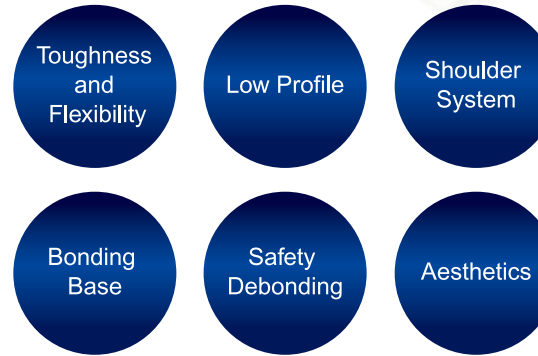 Toughness
and
Flexibility
Low Profile
Shoulder
System
Bonding
Base
Safety
Debonding
Aesthetics